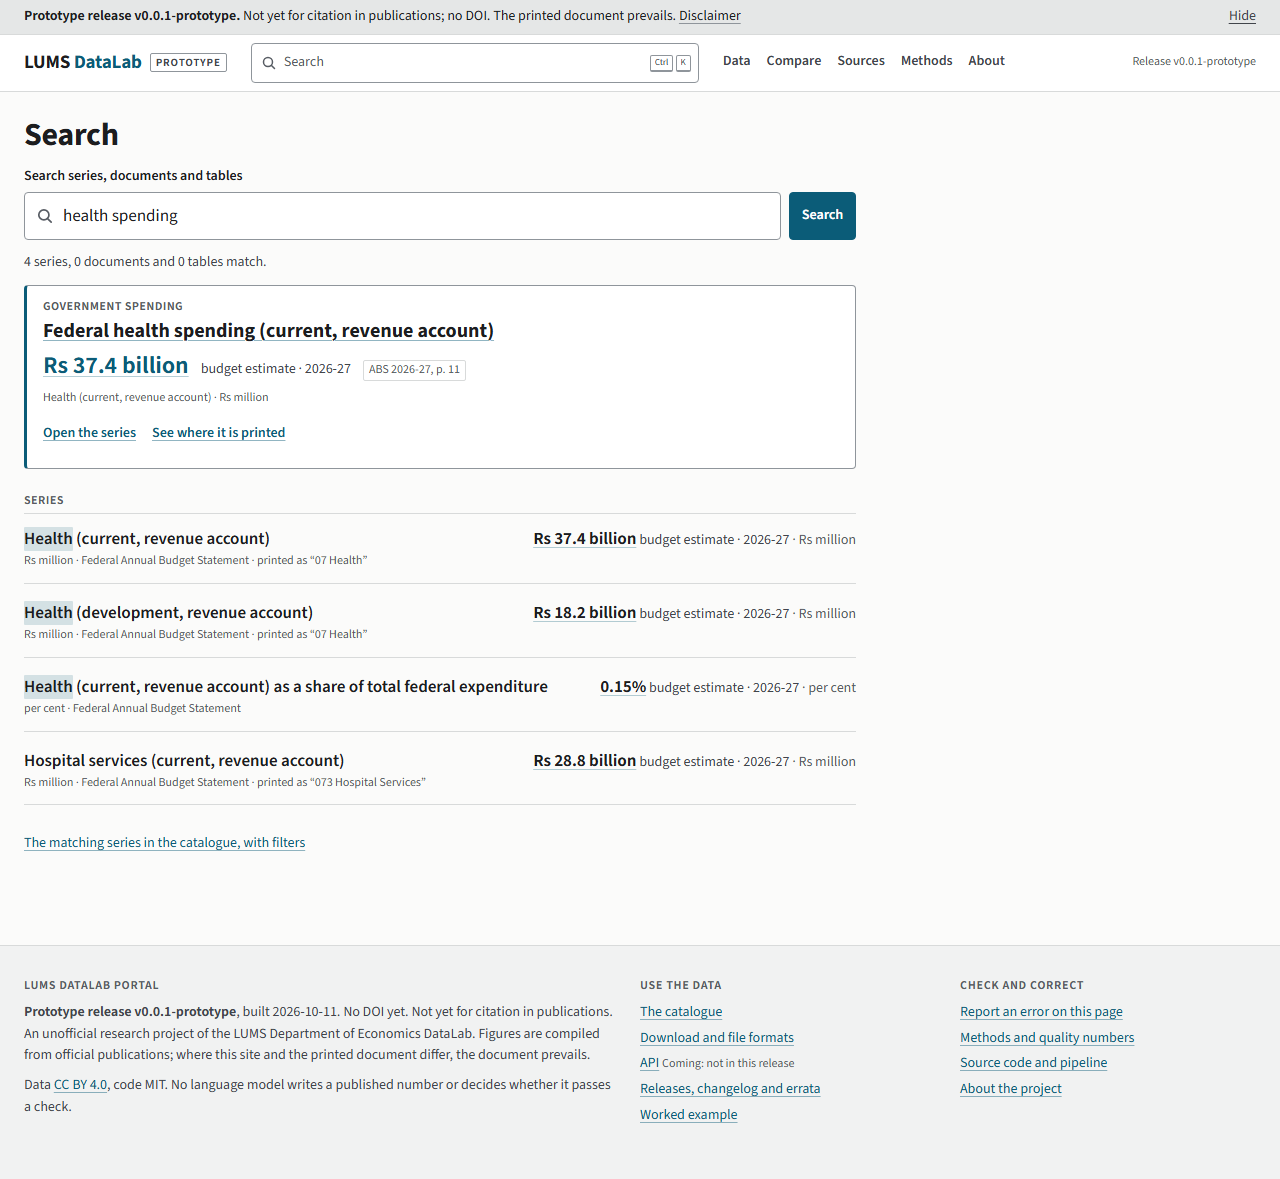 Prototype release v0.0.1-prototype. Not yet for citation in publications; no DOI. The printed document prevails. Disclaimer Hide
LUMS DataLab PROTOTYPE Search Ctrl K Data Compare Sources Methods About Release v0.0.1-prototype
Search
Search series, documents and tables
health spending Search
4 series, 0 documents and 0 tables match.
GOVERNMENT SPENDING
Federal health spending (current, revenue account)
Rs 37.4 billion budget estimate · 2026-27 ABS 2026-27, p. 11
Health (current, revenue account) · Rs million
Open the series See where it is printed
SERIES
Health (current, revenue account) Rs 37.4 billion budget estimate · 2026-27 · Rs million
Rs million · Federal Annual Budget Statement · printed as “07 Health”
Health (development, revenue account) Rs 18.2 billion budget estimate · 2026-27 · Rs million
Rs million · Federal Annual Budget Statement · printed as “07 Health”
Health (current, revenue account) as a share of total federal expenditure 0.15% budget estimate · 2026-27 · per cent
per cent · Federal Annual Budget Statement
Hospital services (current, revenue account) Rs 28.8 billion budget estimate · 2026-27 · Rs million
Rs million · Federal Annual Budget Statement · printed as “073 Hospital Services”
The matching series in the catalogue, with filters
LUMS DATALAB PORTAL
Prototype release v0.0.1-prototype, built 2026-10-11. No DOI yet. Not yet for citation in publications.
An unofficial research project of the LUMS Department of Economics DataLab. Figures are compiled
from official publications; where this site and the printed document differ, the document prevails.
Data CC BY 4.0, code MIT. No language model writes a published number or decides whether it passes
a check.
USE THE DATA
The catalogue
Download and file formats
API Coming: not in this release
Releases, changelog and errata
Worked example
CHECK AND CORRECT
Report an error on this page
Methods and quality numbers
Source code and pipeline
About the project